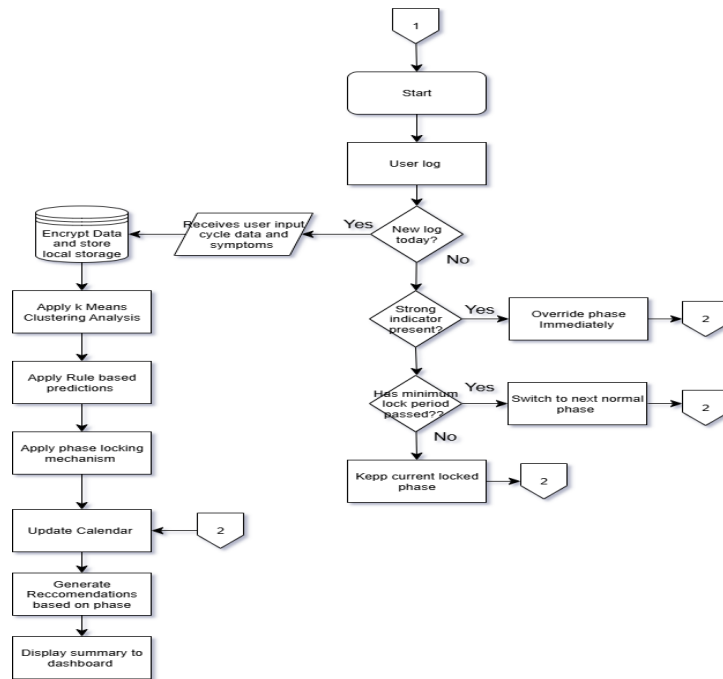 1
Start
User log
New log
today?
Yes
No
Receives user input
cycle data and
symptoms
Encrypt Data
and store
local storage
Apply k Means
Clustering Analysis
Apply Rule based
predictions
Apply phase locking
mechanism
Update Calendar
2
Generate
Reccomendations
based on phase
Display summary to
dashboard
Strong
indicator
present?
Yes
Override phase
Immediately
2
Has minimum
lock period
passed??
Yes
Switch to next normal
phase
2
No
Kepp current locked
phase
2